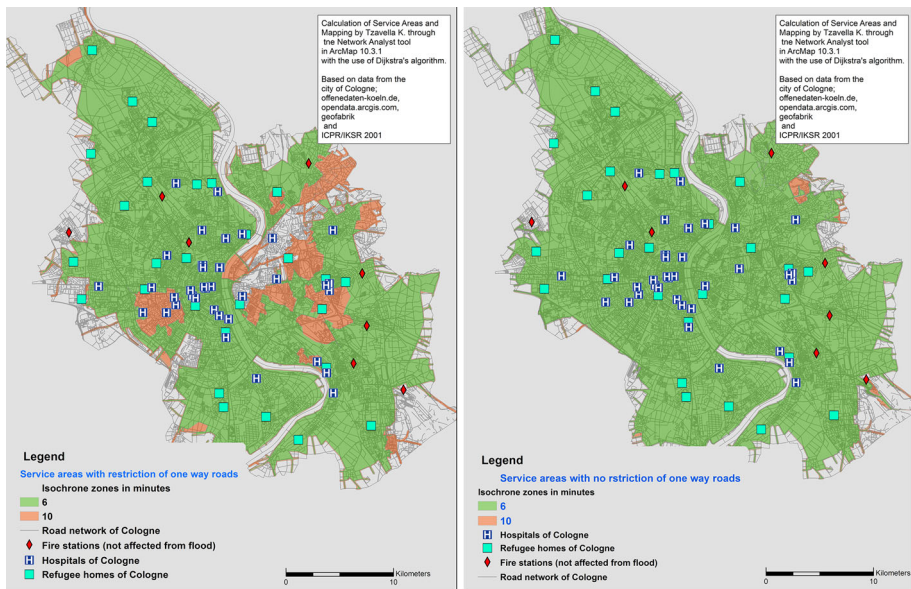 Calculation of Service Areas and
Mapping by Tzavella K. through
tne Network Analyst tool
in ArcMap 10.3.1
with the use of Dijkstra's algorithm.
Based on data from the
city of Cologne;
offenedaten-koeln.de,
opendata.arcgis.com,
geofabrik
and
ICPR/IKSR 2001
Legend
Service areas with restriction of one way roads
Isochrone zones in minutes
6
10
Road network of Cologne
Fire stations (not affected from flood)
H Hospitals of Cologne
Refugee homes of Cologne
Kilometers
0 10
Calculation of Service Areas and
Mapping by Tzavella K. through
tne Network Analyst tool
in ArcMap 10.3.1
with the use of Dijkstra's algorithm.
Based on data from the
city of Cologne;
offenedaten-koeln.de,
opendata.arcgis.com,
geofabrik
and
ICPR/IKSR 2001
Legend
Service areas with no rstriction of one way roads
Isochrone zones in minutes
6
10
H Hospitals of Cologne
Refugee homes of Cologne
Fire stations (not affected from flood)
Road network of Cologne
Kilometers
0 10